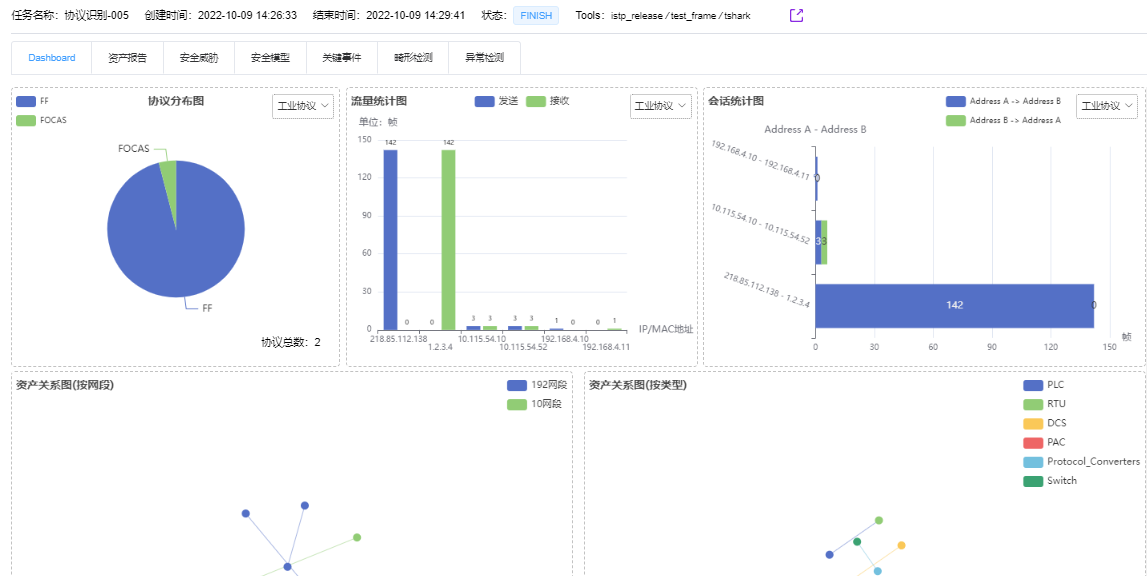 任务名称： 协议识别-005 创建时间： 2022-10-09 14:26:33 结束时间： 2022-10-09 14:29:41 状态： FINISH Tools： istp_release / test_frame / tshark
Dashboard 资产报告 安全威胁 安全模型 关键事件 畸形检测 异常检测
协议分布图
FF
FOCAS
工业协议
FOCAS
FF
协议总数： 2
流量统计图
发送 接收
工业协议
单位： 帧
150
120
90
60
30
0
142
0
0
142
3
3
3
3
1
0
0
1
218.85.112.138
1.2.3.4
10.115.54.10
10.115.54.52
192.168.4.10
192.168.4.11
IP/MAC地址
会话统计图
Address A -> Address B
Address B -> Address A
工业协议
Address A - Address B
192.168.4.10 - 192.168.4.11
10.115.54.10 - 10.115.54.52
218.85.112.138 - 1.2.3.4
0
3
3
142
0
0
30
60
90
120
150
帧
资产关系图(按网段)
192网段
10网段
资产关系图(按类型)
PLC
RTU
DCS
PAC
Protocol_Converters
Switch